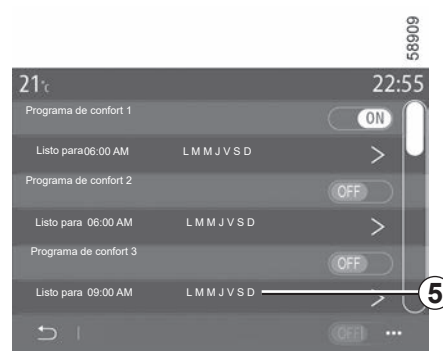 58909
21°c 22:55
Programa de confort 1 ON
Listo para06:00 AM L M M J V S D
Programa de confort 2 OFF
Listo para 06:00 AM L M M J V S D
Programa de confort 3 OFF
Listo para 09:00 AM L M M J V S D 5
OFF ...